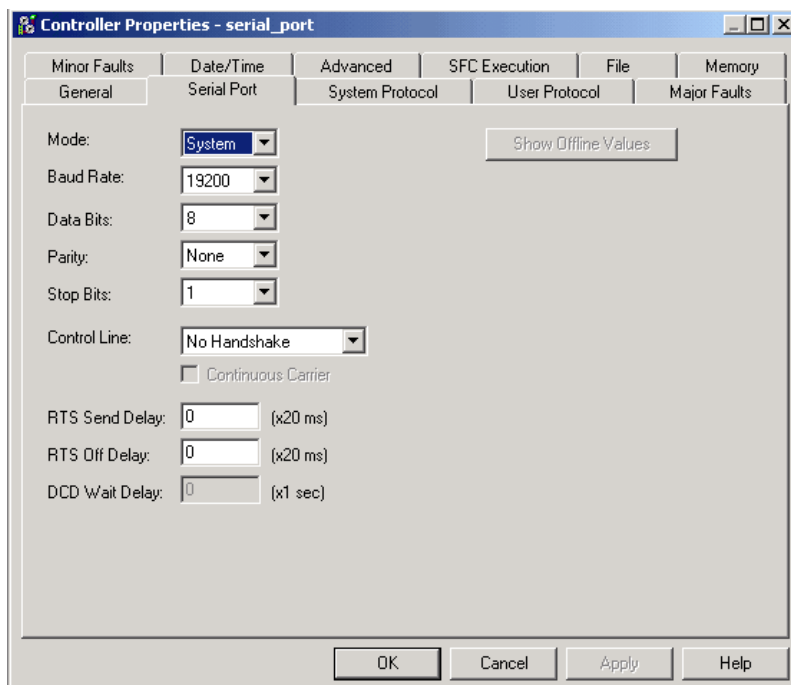 Controller Properties - serial_port
Minor Faults Date/Time Advanced SFC Execution File Memory
General Serial Port System Protocol User Protocol Major Faults
Mode: System Show Offline Values
Baud Rate: 19200
Data Bits: 8
Parity: None
Stop Bits: 1
Control Line: No Handshake
Continuous Carrier
RTS Send Delay: 0 (x20 ms)
RTS Off Delay: 0 (x20 ms)
DCD Wait Delay: 0 (x1 sec)
OK Cancel Apply Help